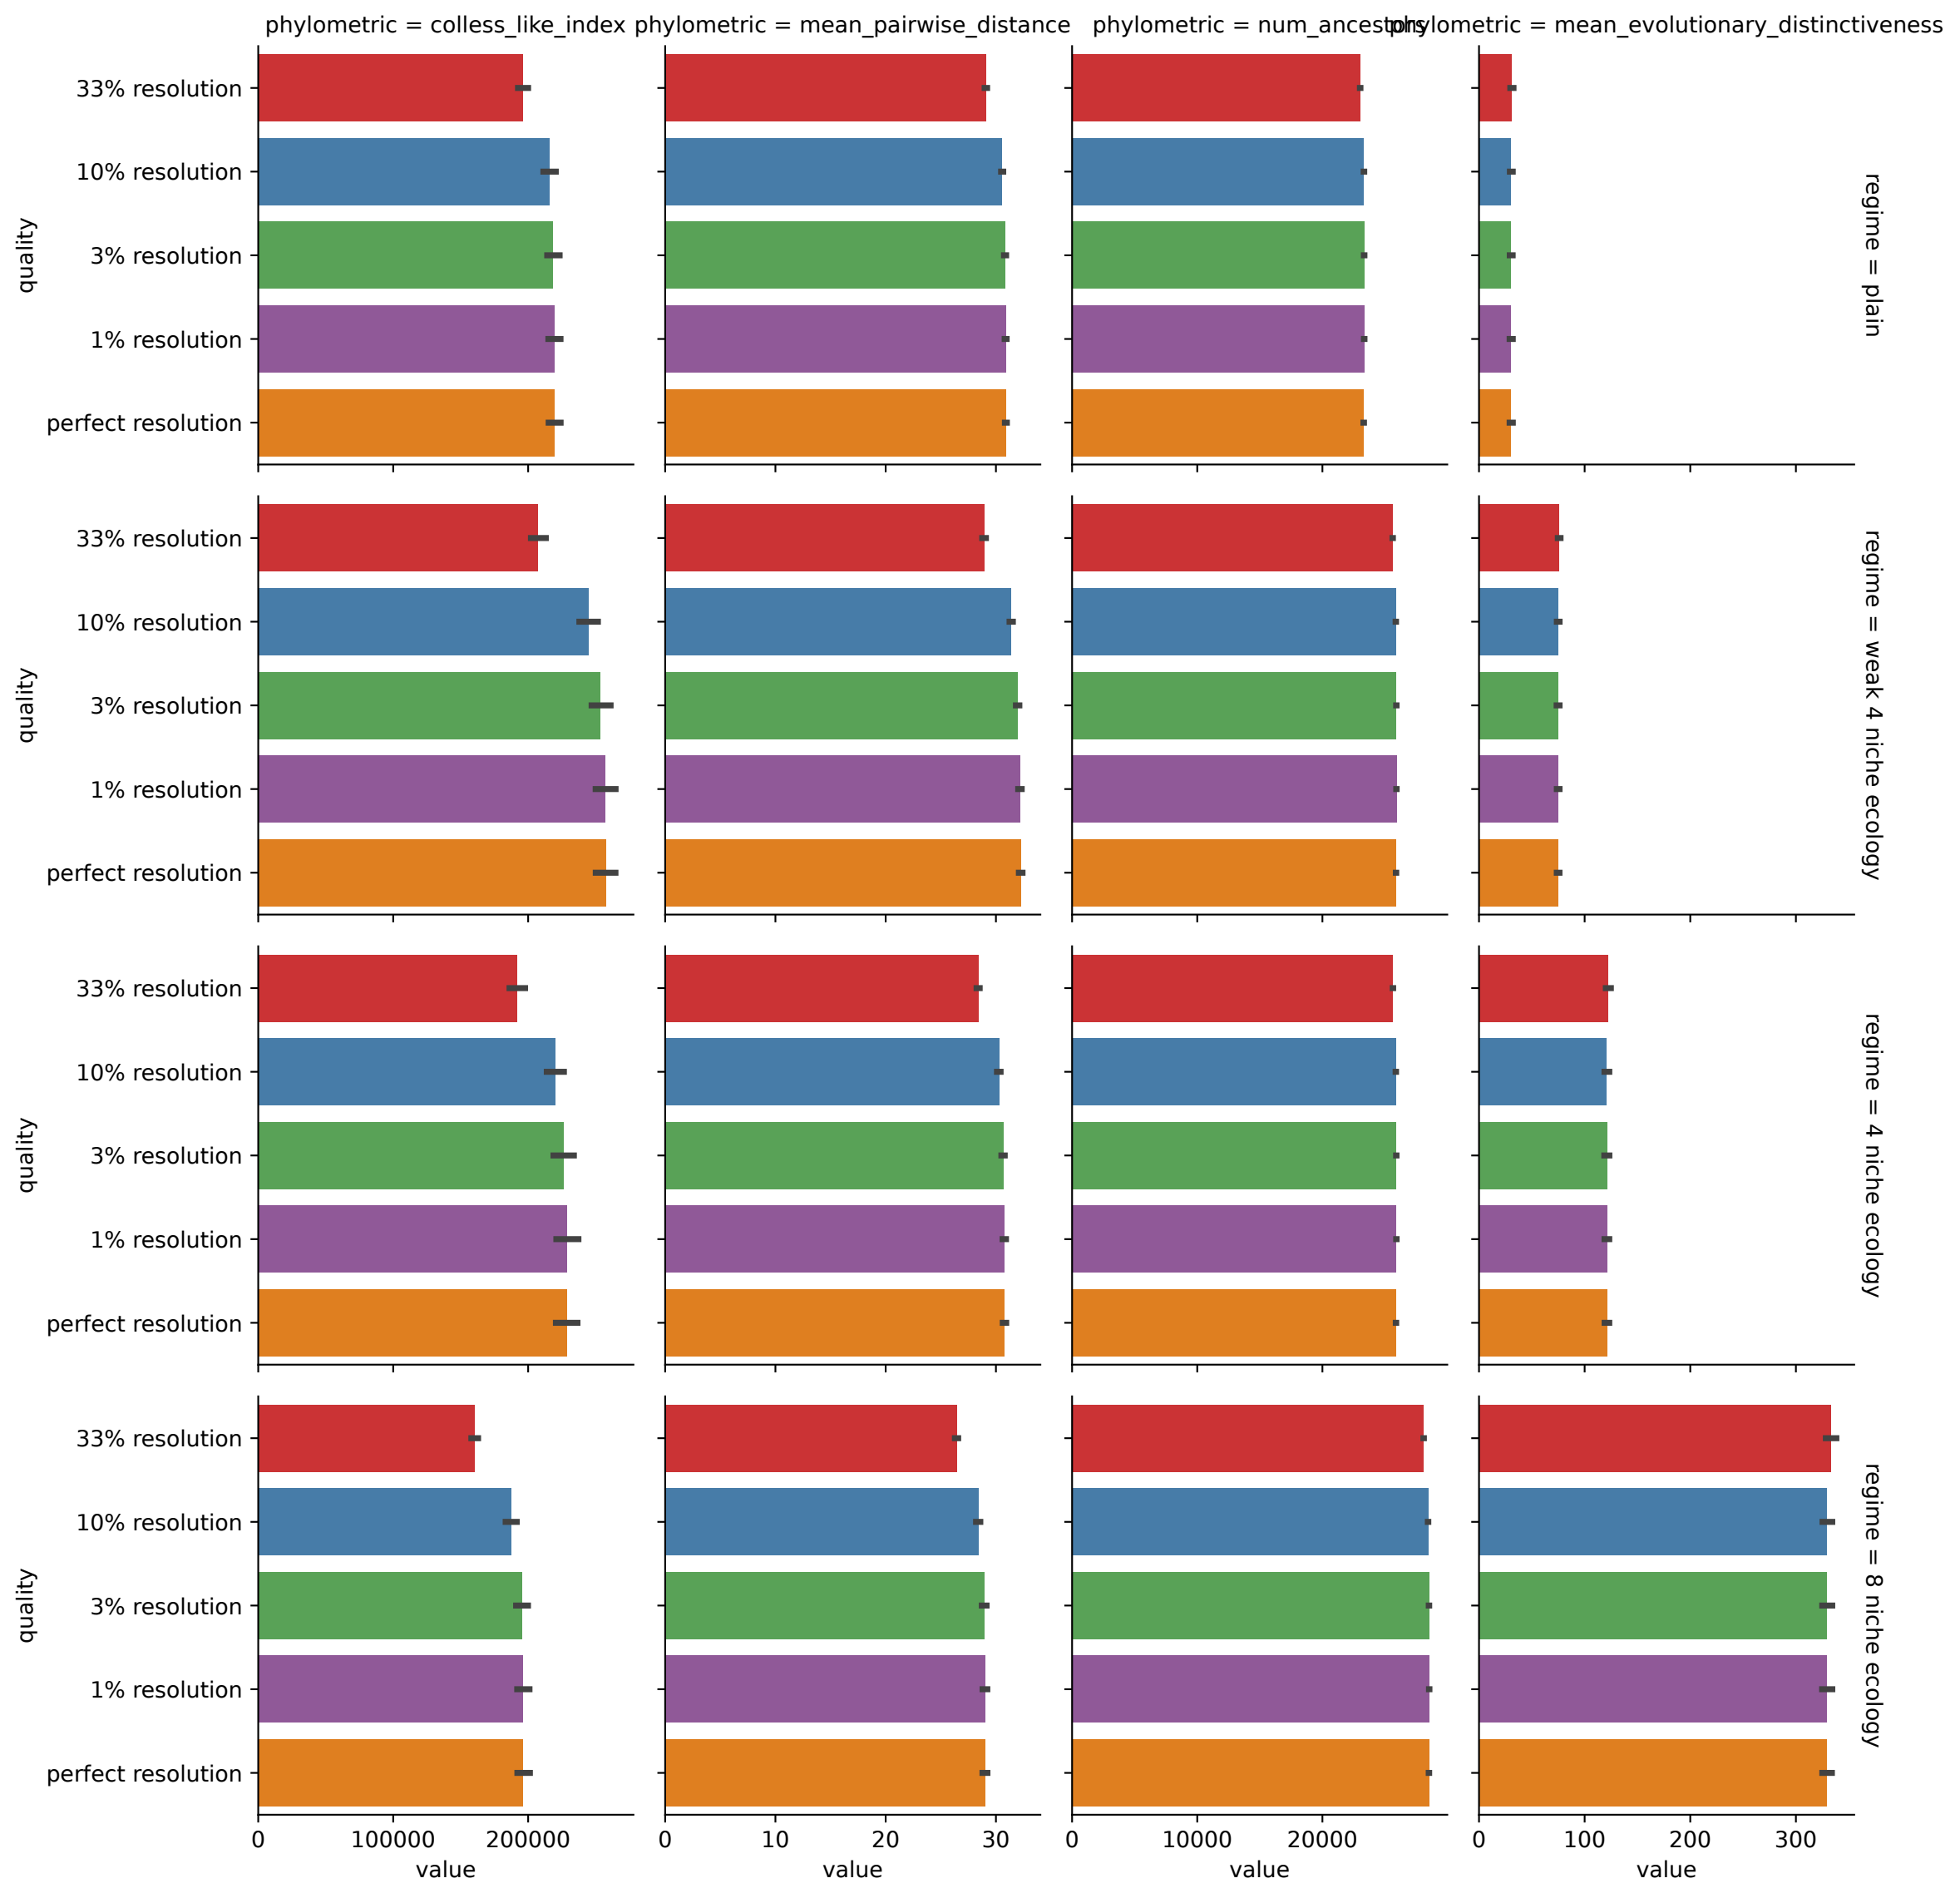 phylometric = colless_like_index
phylometric = mean_pairwise_distance
phylometric = num_ancestors
phylometric = mean_evolutionary_distinctiveness
quality
33% resolution
10% resolution
3% resolution
1% resolution
perfect resolution
regime = plain
quality
33% resolution
10% resolution
3% resolution
1% resolution
perfect resolution
regime = weak 4 niche ecology
quality
33% resolution
10% resolution
3% resolution
1% resolution
perfect resolution
regime = 4 niche ecology
quality
33% resolution
10% resolution
3% resolution
1% resolution
perfect resolution
regime = 8 niche ecology
0 100000 200000
0 10 20 30
0 10000 20000
0 100 200 300
value
value
value
value